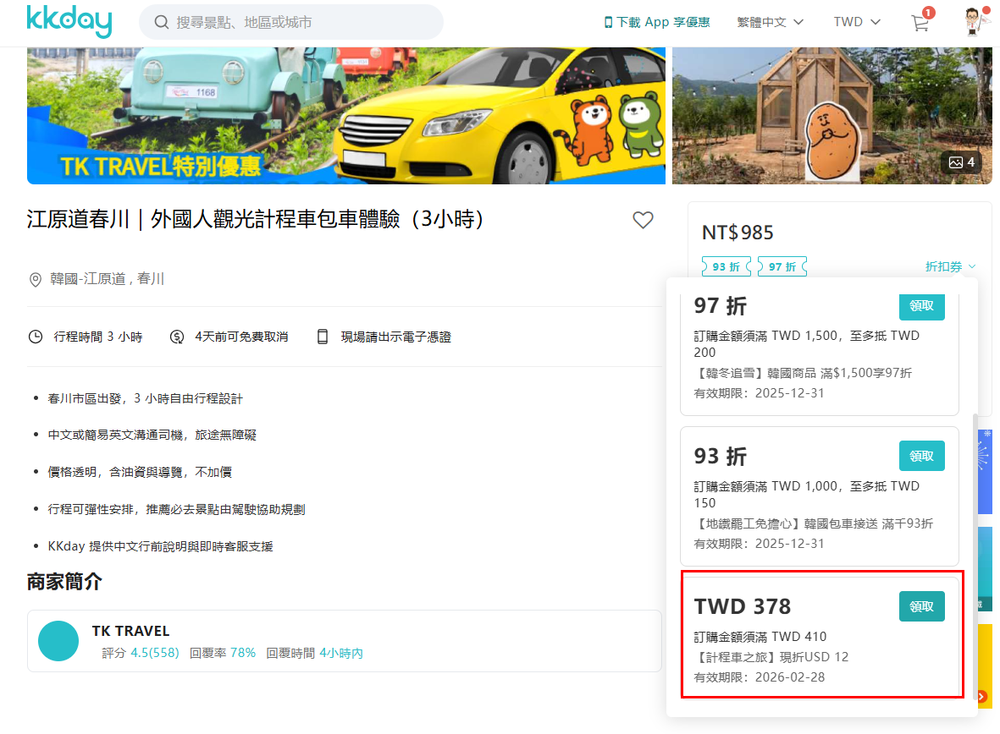 kkday
搜尋景點、地區或城市
下載 App 享優惠
繁體中文
TWD
1
1168
TK TRAVEL特別優惠
4
江原道春川｜外國人觀光計程車包車體驗（3小時）
韓國-江原道 , 春川
行程時間 3 小時
4天前可免費取消
現場請出示電子憑證
春川市區出發，3 小時自由行程設計
中文或簡易英文溝通司機，旅途無障礙
價格透明，含油資與導覽，不加價
行程可彈性安排，推薦必去景點由駕駛協助規劃
KKday 提供中文行前說明與即時客服支援
商家簡介
TK TRAVEL
評分 4.5(558) 回覆率 78% 回覆時間 4小時內
NT$985
93 折
97 折
折扣券
97 折
領取
訂購金額須滿 TWD 1,500，至多抵 TWD
200
【韓冬追雪】韓國商品 滿$1,500享97折
有效期限：2025-12-31
93 折
領取
訂購金額須滿 TWD 1,000，至多抵 TWD
150
【地鐵罷工免擔心】韓國包車接送 滿千93折
有效期限：2025-12-31
TWD 378
領取
訂購金額須滿 TWD 410
【計程車之旅】現折USD 12
有效期限：2026-02-28